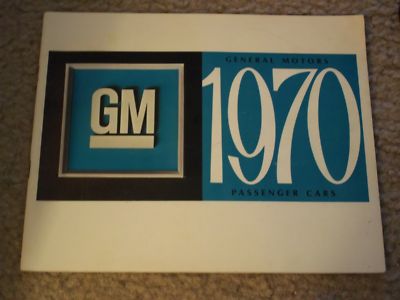 GM
GENERAL MOTORS
1970
PASSENGER CARS